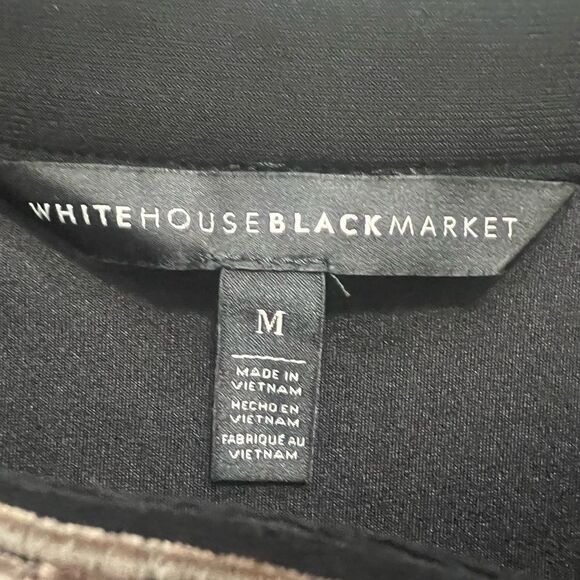 WHITEHOUSEBLACKMARKET
M
MADE IN
VIETNAM
HECHO EN
VIETNAM
FABRIQUÉ AU
VIETNAM